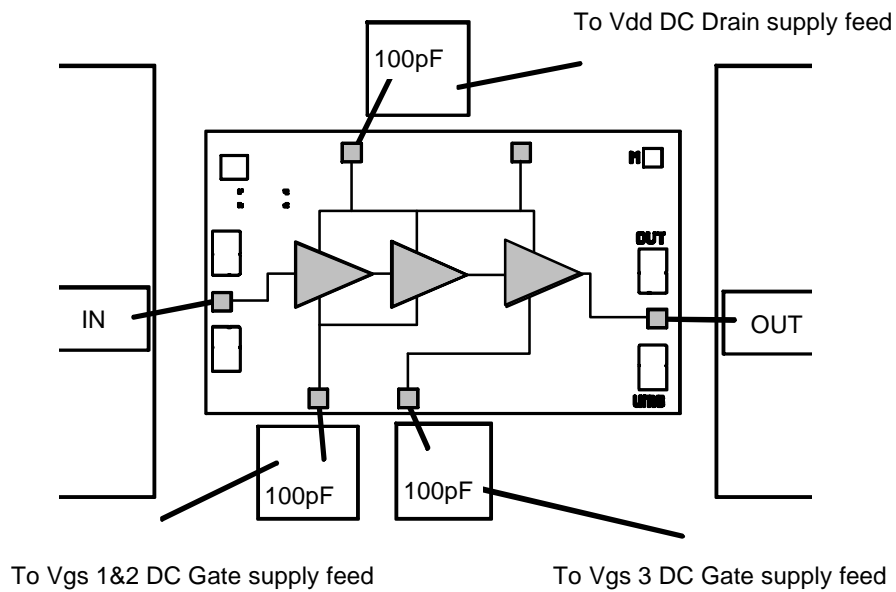 To Vdd DC Drain supply feed
100pF
M
OUT
IN
OUT
UMS
100pF
100pF
To Vgs 1&2 DC Gate supply feed
To Vgs 3 DC Gate supply feed